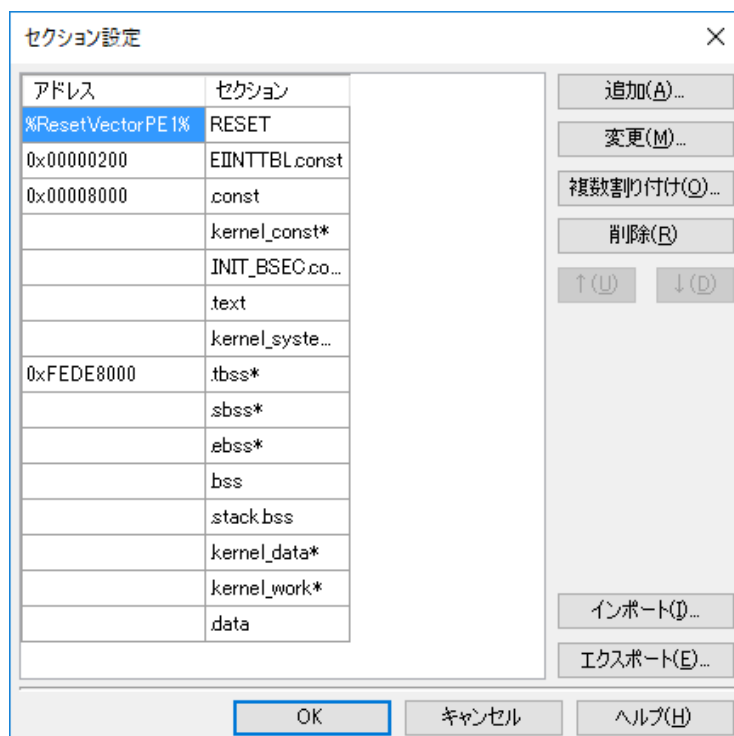 セクション設定
アドレス セクション
%ResetVectorPE1% RESET
0x00000200 EIINTTBL.const
0x00008000 .const
.kernel_const*
.INIT_BSEC.co...
.text
.kernel_syste...
0xFEDE8000 .tbss*
.sbss*
.ebss*
.bss
.stack.bss
.kernel_data*
.kernel_work*
.data
追加(A)...
変更(M)...
複数割り付け(O)...
削除(R)
↑(U) ↓(D)
インポート(I)...
エクスポート(E)...
OK キャンセル ヘルプ(H)